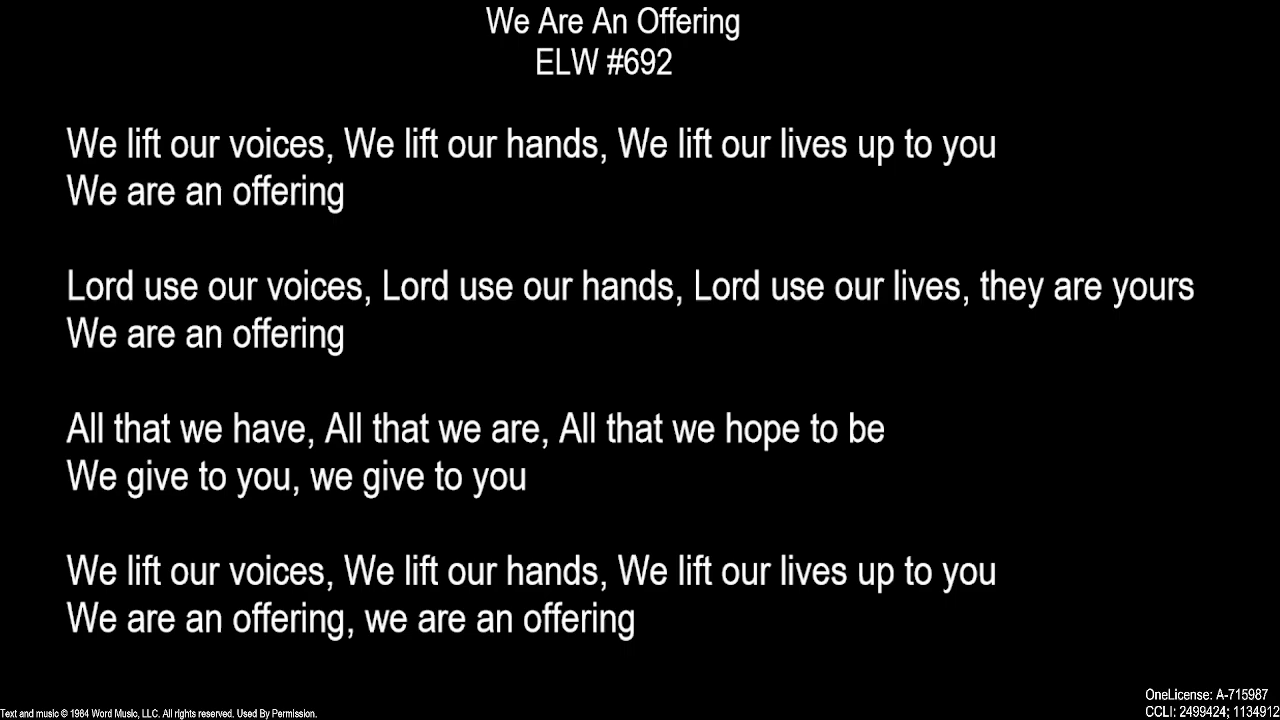 We Are An Offering
ELW #692
We lift our voices, We lift our hands, We lift our lives up to you
We are an offering
Lord use our voices, Lord use our hands, Lord use our lives, they are yours
We are an offering
All that we have, All that we are, All that we hope to be
We give to you, we give to you
We lift our voices, We lift our hands, We lift our lives up to you
We are an offering, we are an offering
OneLicense: A-715987
Text and music © 1984 Word Music, LLC. All rights reserved. Used By Permission.
CCLI: 2499424; 1134912